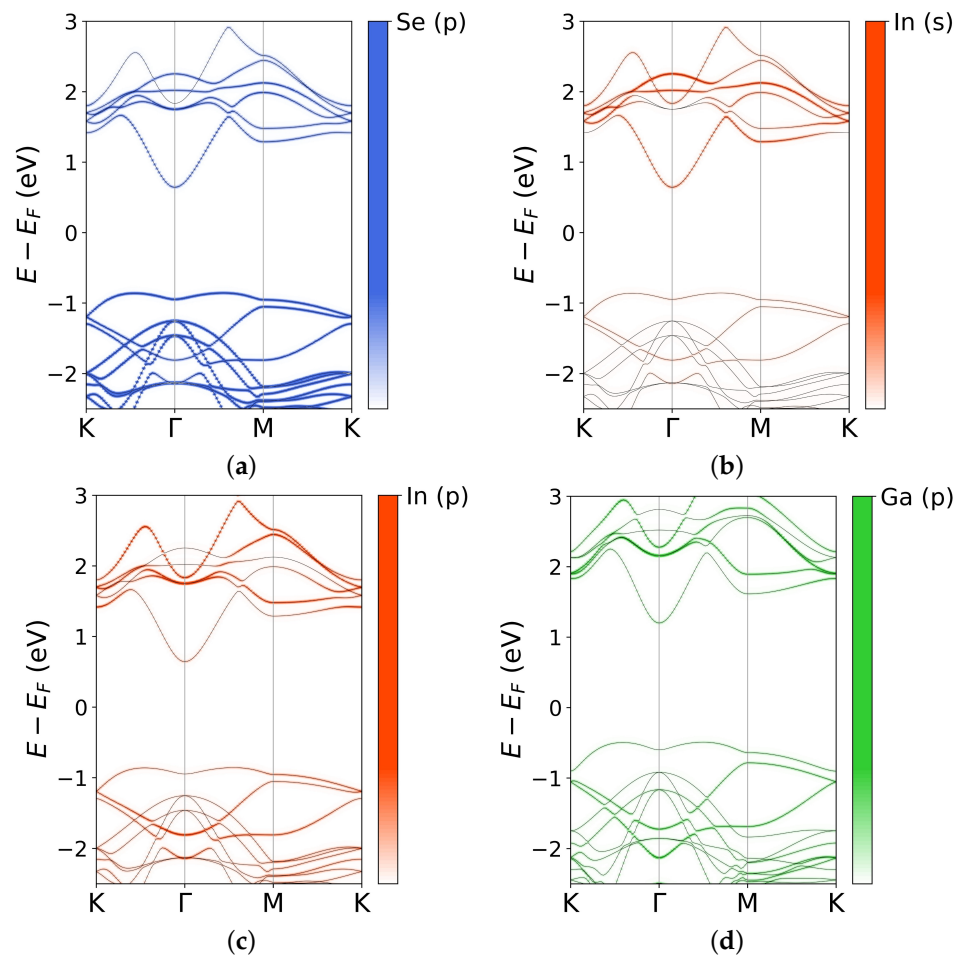 3
2
1
0
−1
−2
E − E_F (eV)
K Γ M K
Se (p)
(a)
3
2
1
0
−1
−2
E − E_F (eV)
K Γ M K
In (s)
(b)
3
2
1
0
−1
−2
E − E_F (eV)
K Γ M K
In (p)
(c)
3
2
1
0
−1
−2
E − E_F (eV)
K Γ M K
Ga (p)
(d)